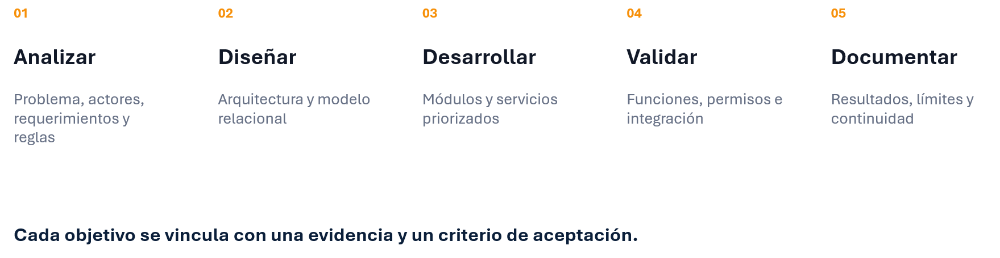 01
Analizar
Problema, actores,
requerimientos y
reglas
02
Diseñar
Arquitectura y modelo
relacional
03
Desarrollar
Módulos y servicios
priorizados
04
Validar
Funciones, permisos e
integración
05
Documentar
Resultados, límites y
continuidad
Cada objetivo se vincula con una evidencia y un criterio de aceptación.